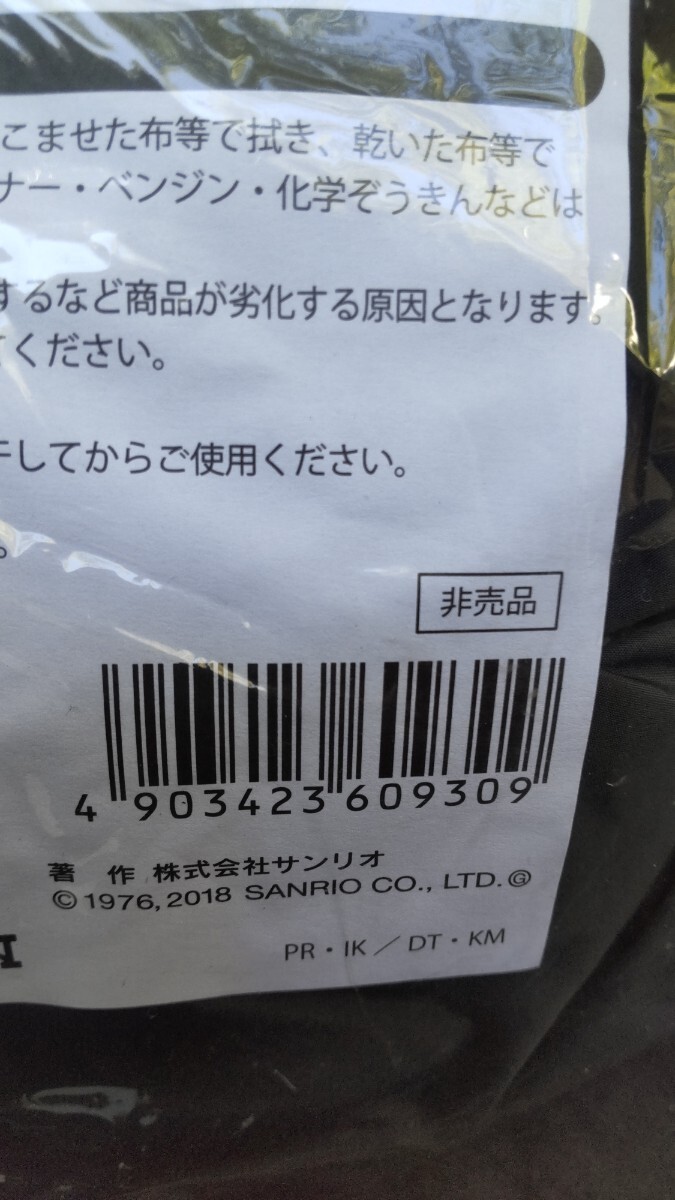 こませた布等で拭き、乾いた布等で
ナー・ベンジン・化学ぞうきんなどは
するなど商品が劣化する原因となります。
ください。
してからご使用ください。
。
非売品
4 903423 609309
著 作 株式会社サンリオ
© 1976, 2018 SANRIO CO., LTD. Ⓖ
PR・IK／DT・KM